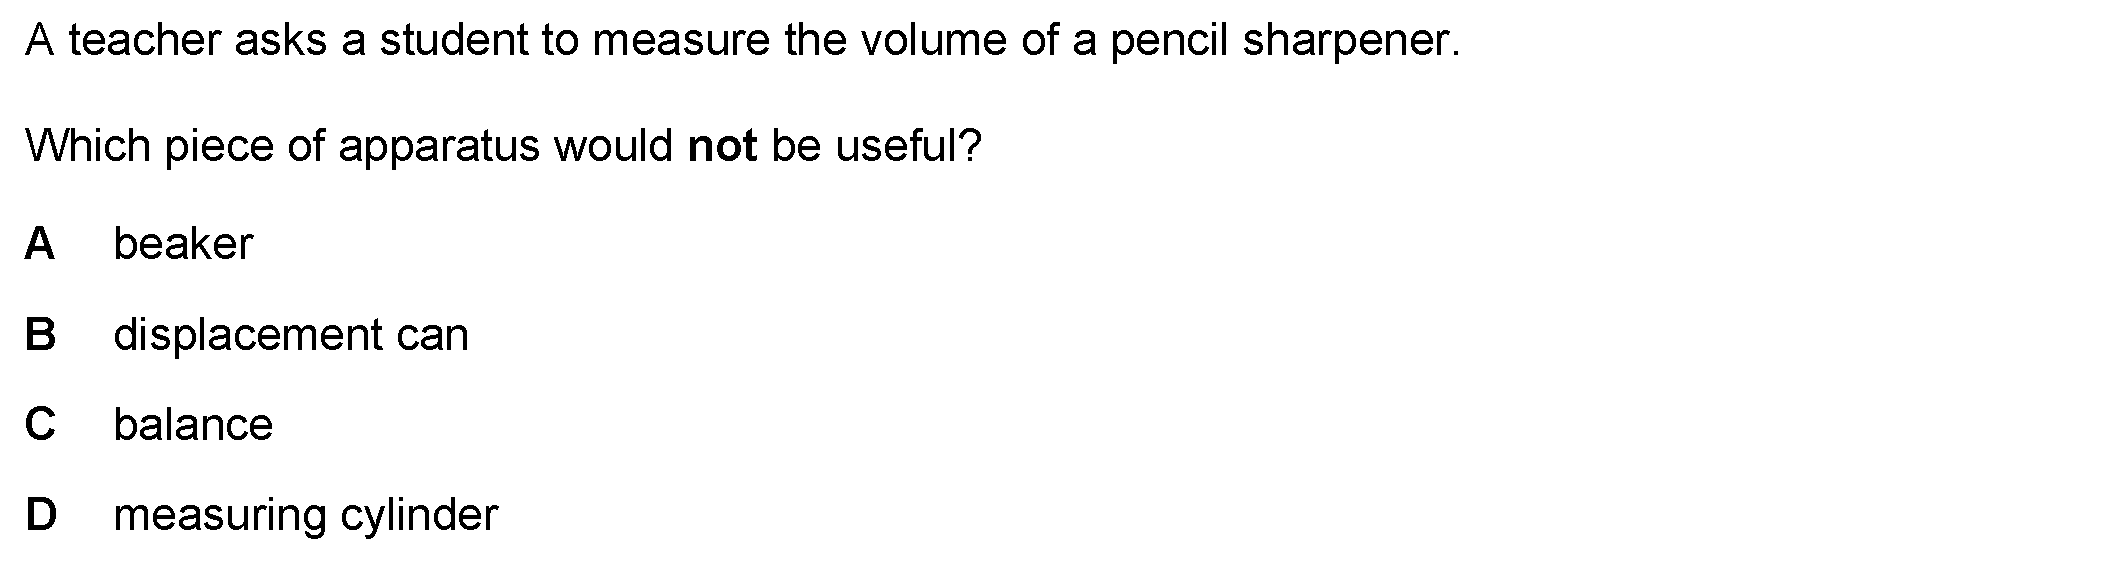 A teacher asks a student to measure the volume of a pencil sharpener.
Which piece of apparatus would not be useful?
A beaker
B displacement can
C balance
D measuring cylinder